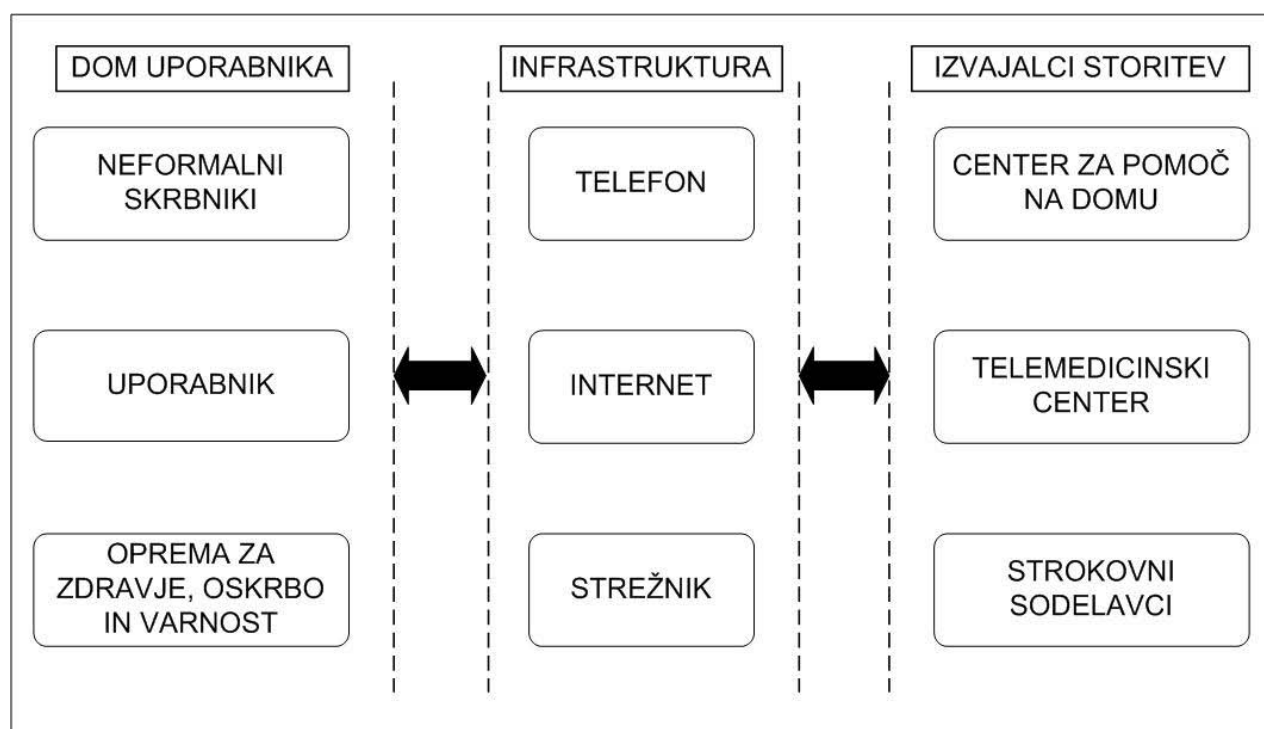 DOM UPORABNIKA
NEFORMALNI
SKRBNIKI
UPORABNIK
OPREMA ZA
ZDRAVJE, OSKRBO
IN VARNOST
INFRASTRUKTURA
TELEFON
INTERNET
STREŽNIK
IZVAJALCI STORITEV
CENTER ZA POMOČ
NA DOMU
TELEMEDICINSKI
CENTER
STROKOVNI
SODELAVCI